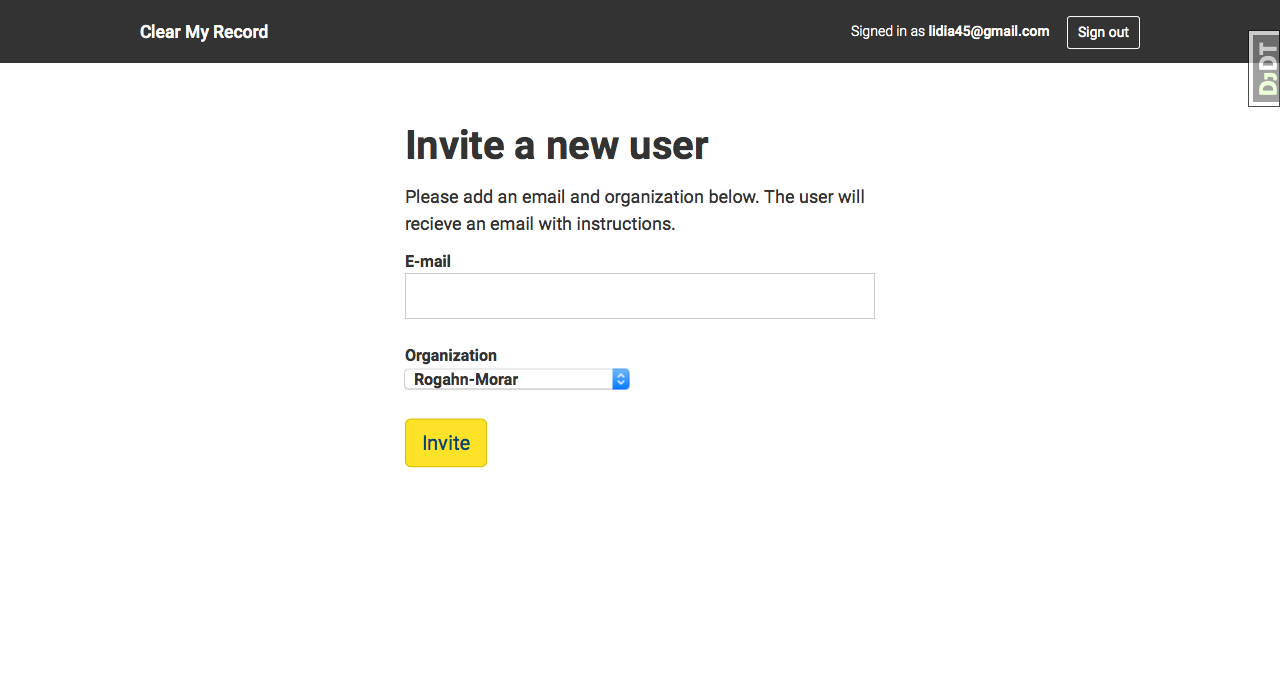 Clear My Record
Signed in as lidia45@gmail.com
Sign out
DJDT
Invite a new user
Please add an email and organization below. The user will
recieve an email with instructions.
E-mail
Organization
Rogahn-Morar
Invite